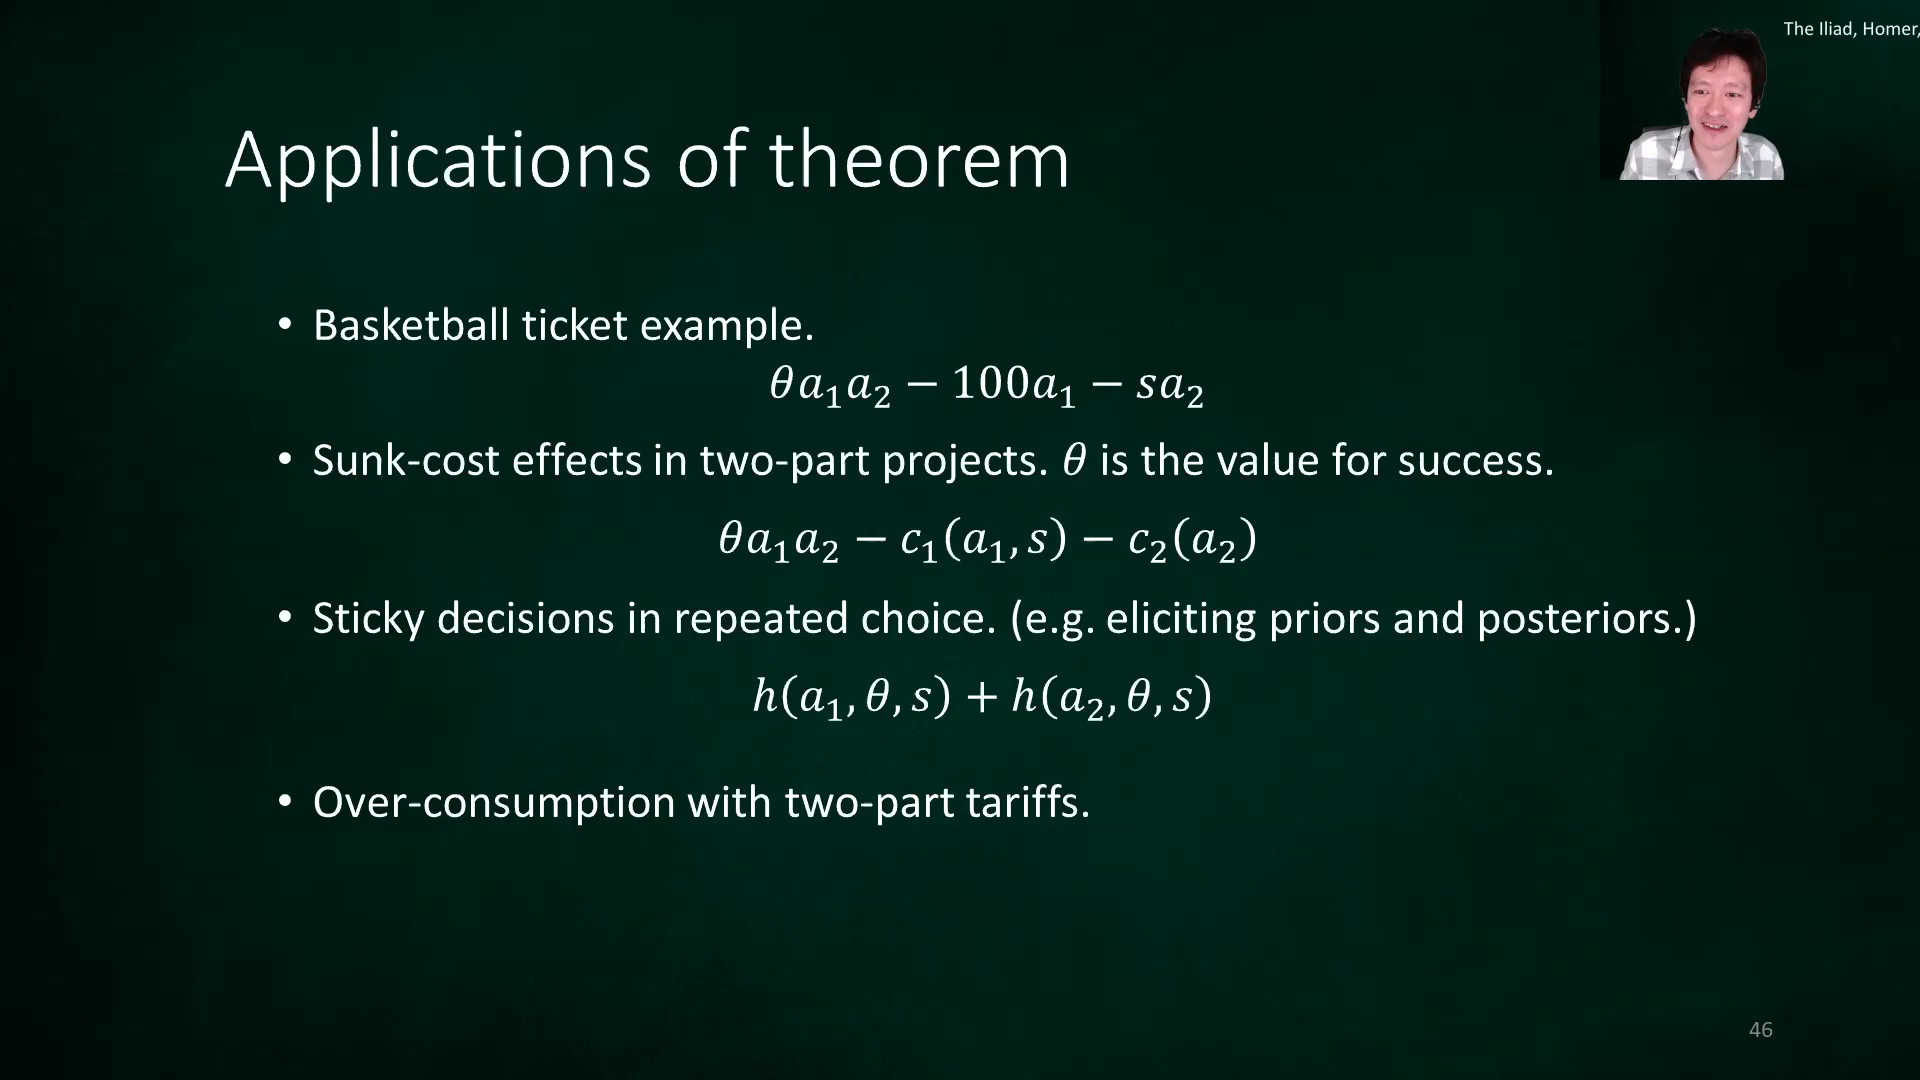 The Iliad, Homer,
Applications of theorem
• Basketball ticket example.
𝜃𝑎₁𝑎₂ − 100𝑎₁ − 𝑠𝑎₂
• Sunk-cost effects in two-part projects. 𝜃 is the value for success.
𝜃𝑎₁𝑎₂ − 𝑐₁(𝑎₁, 𝑠) − 𝑐₂(𝑎₂)
• Sticky decisions in repeated choice. (e.g. eliciting priors and posteriors.)
ℎ(𝑎₁, 𝜃, 𝑠) + ℎ(𝑎₂, 𝜃, 𝑠)
• Over-consumption with two-part tariffs.
46